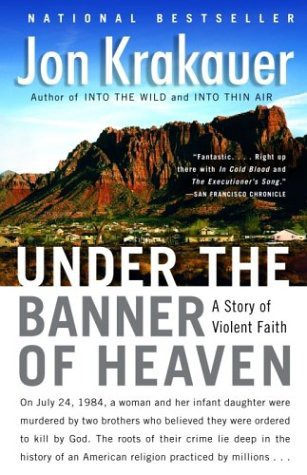 NATIONAL BESTSELLER
Jon Krakauer
Author of INTO THE WILD and INTO THIN AIR
"Fantastic. . . . Right up
there with In Cold Blood and
The Executioner's Song."
—SAN FRANCISCO CHRONICLE
UNDER THE
BANNER
OF HEAVEN
A Story of
Violent Faith
On July 24, 1984, a woman and her infant daughter were
murdered by two brothers who believed they were ordered
to kill by God. The roots of their crime lie deep in the
history of an American religion practiced by millions . . .